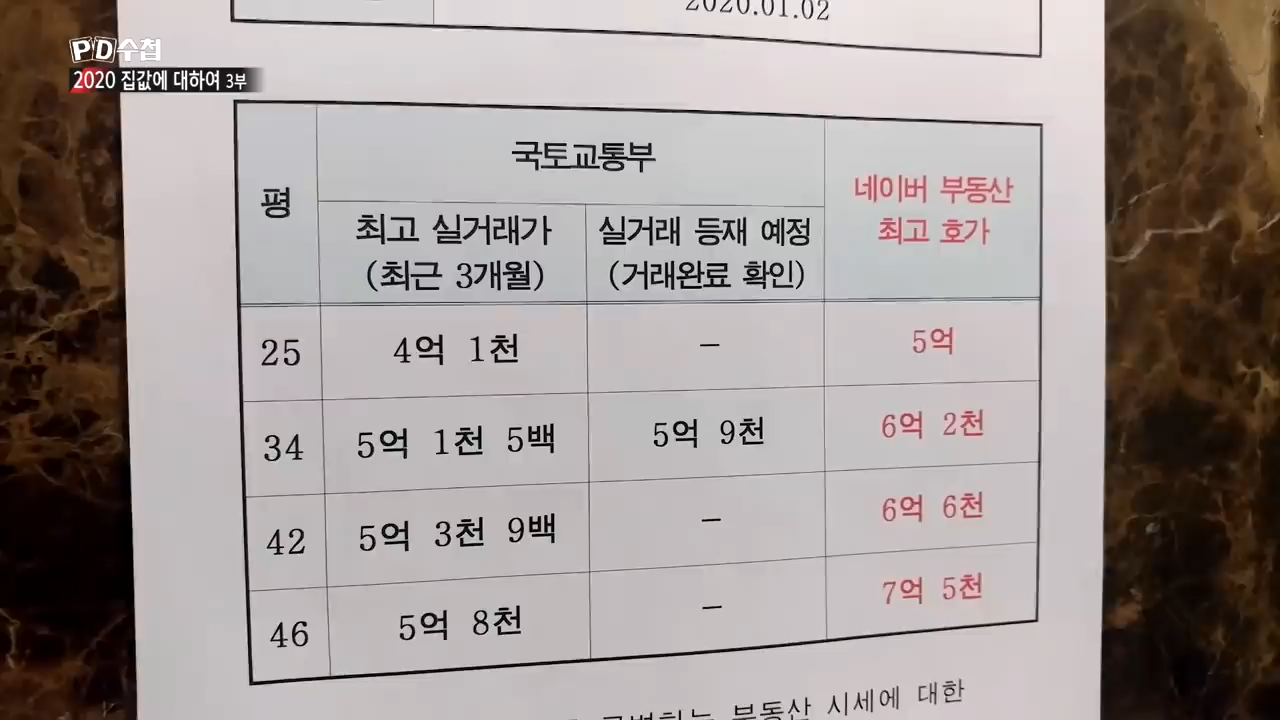 2020.01.02
PD수첩
2020 집값에 대하여 3부
평
국토교통부
네이버 부동산
최고 호가
최고 실거래가
(최근 3개월)
실거래 등재 예정
(거래완료 확인)
25 4억 1천 – 5억
34 5억 1천 5백 5억 9천 6억 2천
42 5억 3천 9백 – 6억 6천
46 5억 8천 – 7억 5천
부동산 시세에 대한